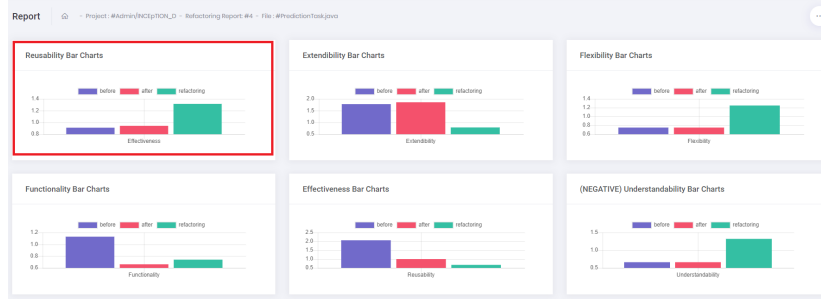 Report - Project : #Admin/INCEpTION_D - Refactoring Report: #4 - File : #PredictionTask.java
Reusability Bar Charts
before after refactoring
1.4
1.2
1.0
0.8
Effectiveness
Extendibility Bar Charts
before after refactoring
2.0
1.5
1.0
0.5
Extendibility
Flexibility Bar Charts
before after refactoring
1.4
1.2
1.0
0.8
0.6
Flexibility
Functionality Bar Charts
before after refactoring
1.2
1.0
0.8
0.6
Functionality
Effectiveness Bar Charts
before after refactoring
2.5
2.0
1.5
1.0
0.5
Reusability
(NEGATIVE) Understandability Bar Charts
before after refactoring
1.5
1.0
0.5
Understandability